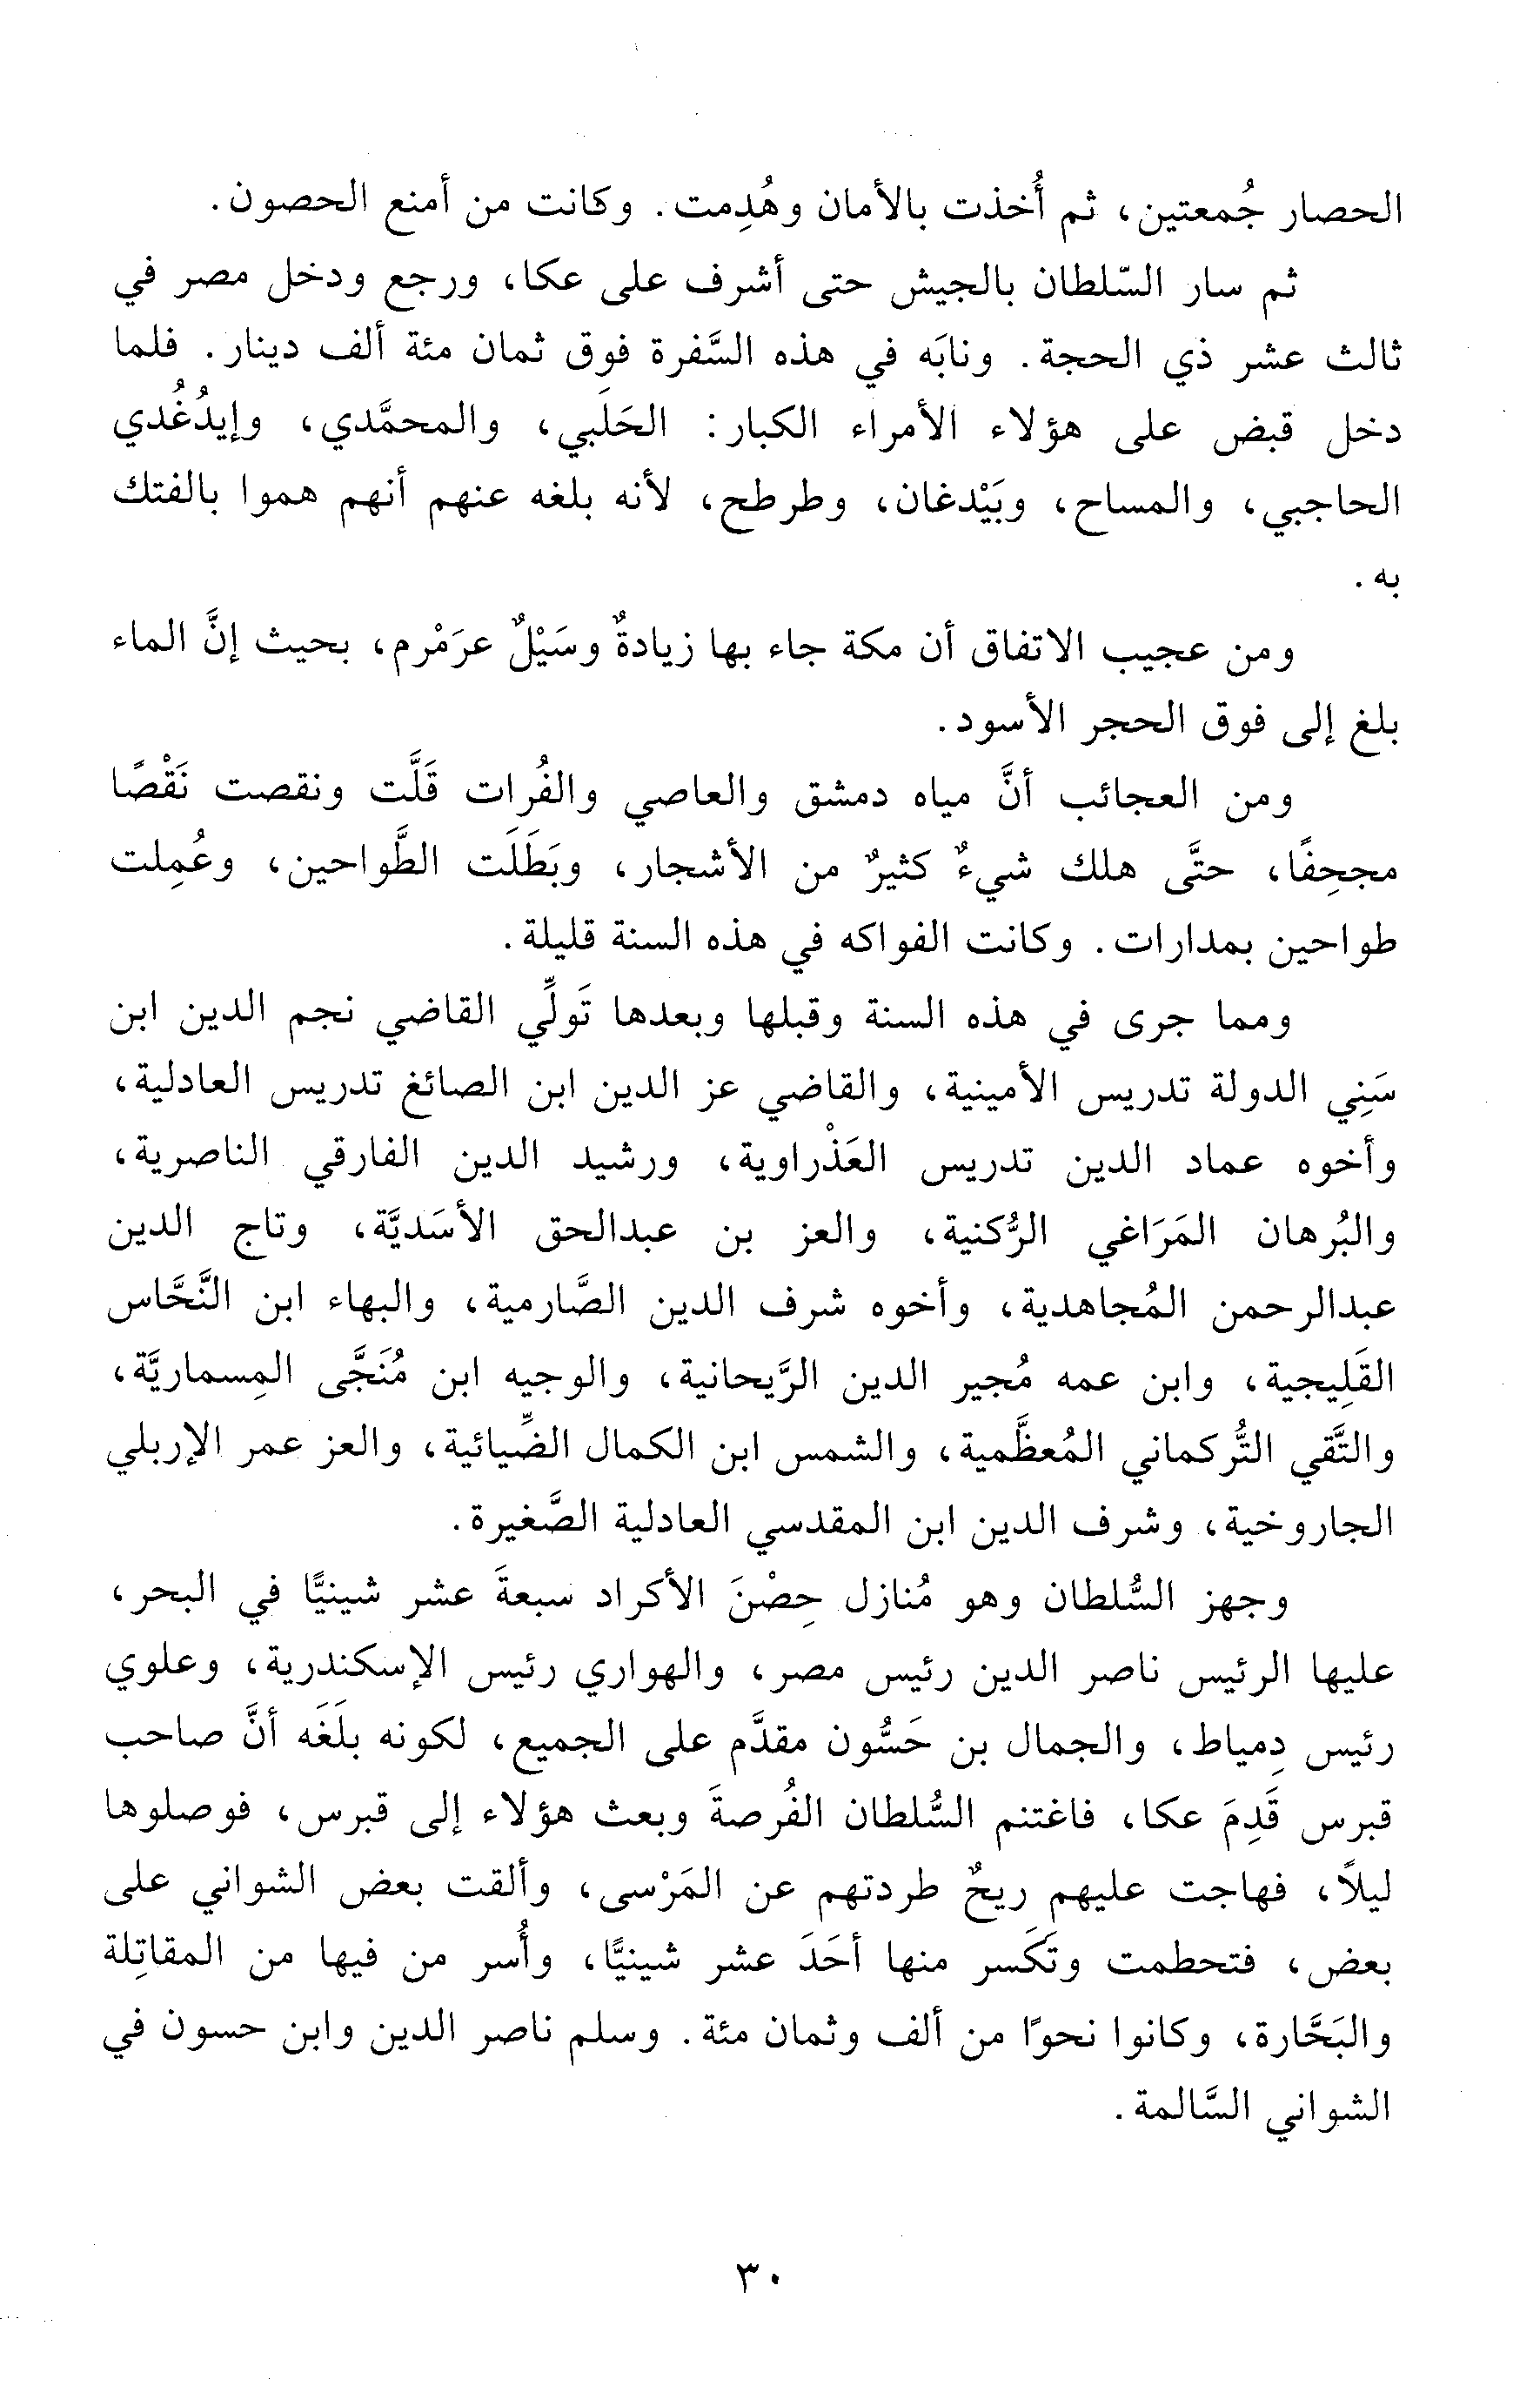 الحصار جُمعتين، ثم أُخذت بالأمان وهُدِمت. وكانت من أمنع الحصون.
ثم سار السّلطان بالجيش حتى أشرف على عكا، ورجع ودخل مصر في
ثالث عشر ذي الحجة. ونابَه في هذه السَّفرة فوق ثمان مئة ألف دينار. فلما
دخل قبض على هؤلاء الأمراء الكبار: الحَلَبي، والمحمَّدي، وإيدُغُدي
الحاجبي، والمساح، وبَيْدغان، وطرطح، لأنه بلغه عنهم أنهم هموا بالفتك
به.
ومن عجيب الاتفاق أن مكة جاء بها زيادةٌ وسَيْلٌ عرَمْرم، بحيث إنَّ الماء
بلغ إلى فوق الحجر الأسود.
ومن العجائب أنَّ مياه دمشق والعاصي والفُرات قَلَّت ونقصت نَقْصًا
مجحِفًا، حتَّى هلك شيءٌ كثيرٌ من الأشجار، وبَطَلَت الطَّواحين، وعُمِلت
طواحين بمدارات. وكانت الفواكه في هذه السنة قليلة.
ومما جرى في هذه السنة وقبلها وبعدها تَولِّي القاضي نجم الدين ابن
سَنِي الدولة تدريس الأمينية، والقاضي عز الدين ابن الصائغ تدريس العادلية،
وأخوه عماد الدين تدريس العَذْراوية، ورشيد الدين الفارقي الناصرية،
والبُرهان المَرَاغي الرُّكنية، والعز بن عبدالحق الأسَديَّة، وتاج الدين
عبدالرحمن المُجاهدية، وأخوه شرف الدين الصَّارمية، والبهاء ابن النَّحَّاس
القَلِيجية، وابن عمه مُجير الدين الرَّيحانية، والوجيه ابن مُنَجَّى المِسماريَّة،
والتَّقي التُّركماني المُعظَّمية، والشمس ابن الكمال الضِّيائية، والعز عمر الإربلي
الجاروخية، وشرف الدين ابن المقدسي العادلية الصَّغيرة.
وجهز السُّلطان وهو مُنازل حِصْنَ الأكراد سبعةَ عشر شينيًّا في البحر،
عليها الرئيس ناصر الدين رئيس مصر، والهواري رئيس الإسكندرية، وعلوي
رئيس دِمياط، والجمال بن حَسُّون مقدَّم على الجميع، لكونه بلَغَه أنَّ صاحب
قبرس قَدِمَ عكا، فاغتنم السُّلطان الفُرصةَ وبعث هؤلاء إلى قبرس، فوصلوها
ليلاً، فهاجت عليهم ريحٌ طردتهم عن المَرْسى، وألقت بعض الشواني على
بعض، فتحطمت وتَكَسر منها أحَدَ عشر شينيًّا، وأُسر من فيها من المقاتِلة
والبَحَّارة، وكانوا نحوًا من ألف وثمان مئة. وسلم ناصر الدين وابن حسون في
الشواني السَّالمة.
٣٠